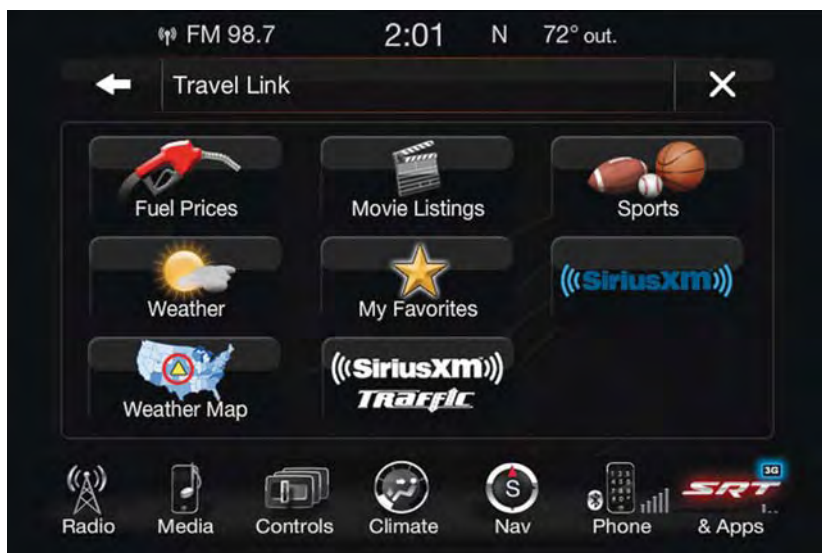 FM 98.7 2:01 N 72° out.
Travel Link
Fuel Prices Movie Listings Sports
Weather My Favorites ((SiriusXM))
Weather Map ((SiriusXM))
Traffic
3G
S SRT
Radio Media Controls Climate Nav Phone & Apps